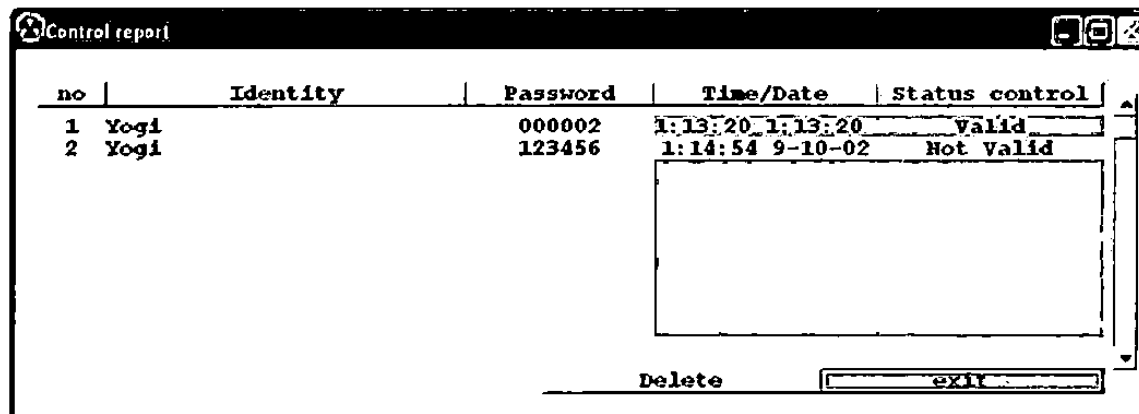 Control report
no Identity Password Time/Date Status control
1 Yogi 000002 1:13:20 1:13:20 Valid
2 Yogi 123456 1:14:54 9-10-02 Not Valid
Delete exit